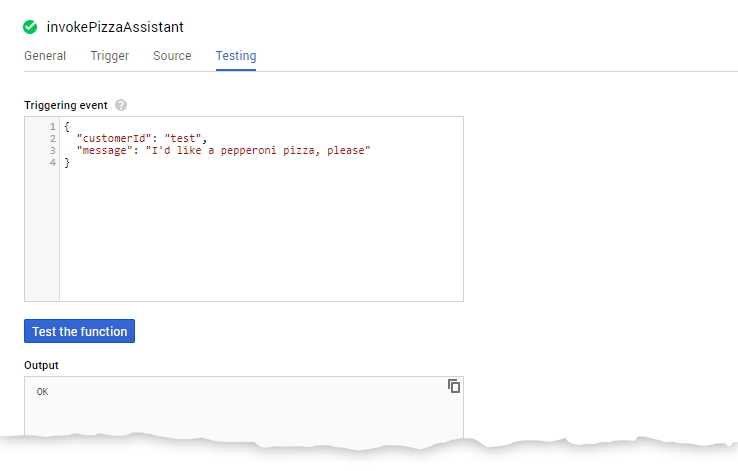 invokePizzaAssistant
General Trigger Source Testing
Triggering event ?
1 {
2 "customerId": "test",
3 "message": "I'd like a pepperoni pizza, please"
4 }
Test the function
Output
OK